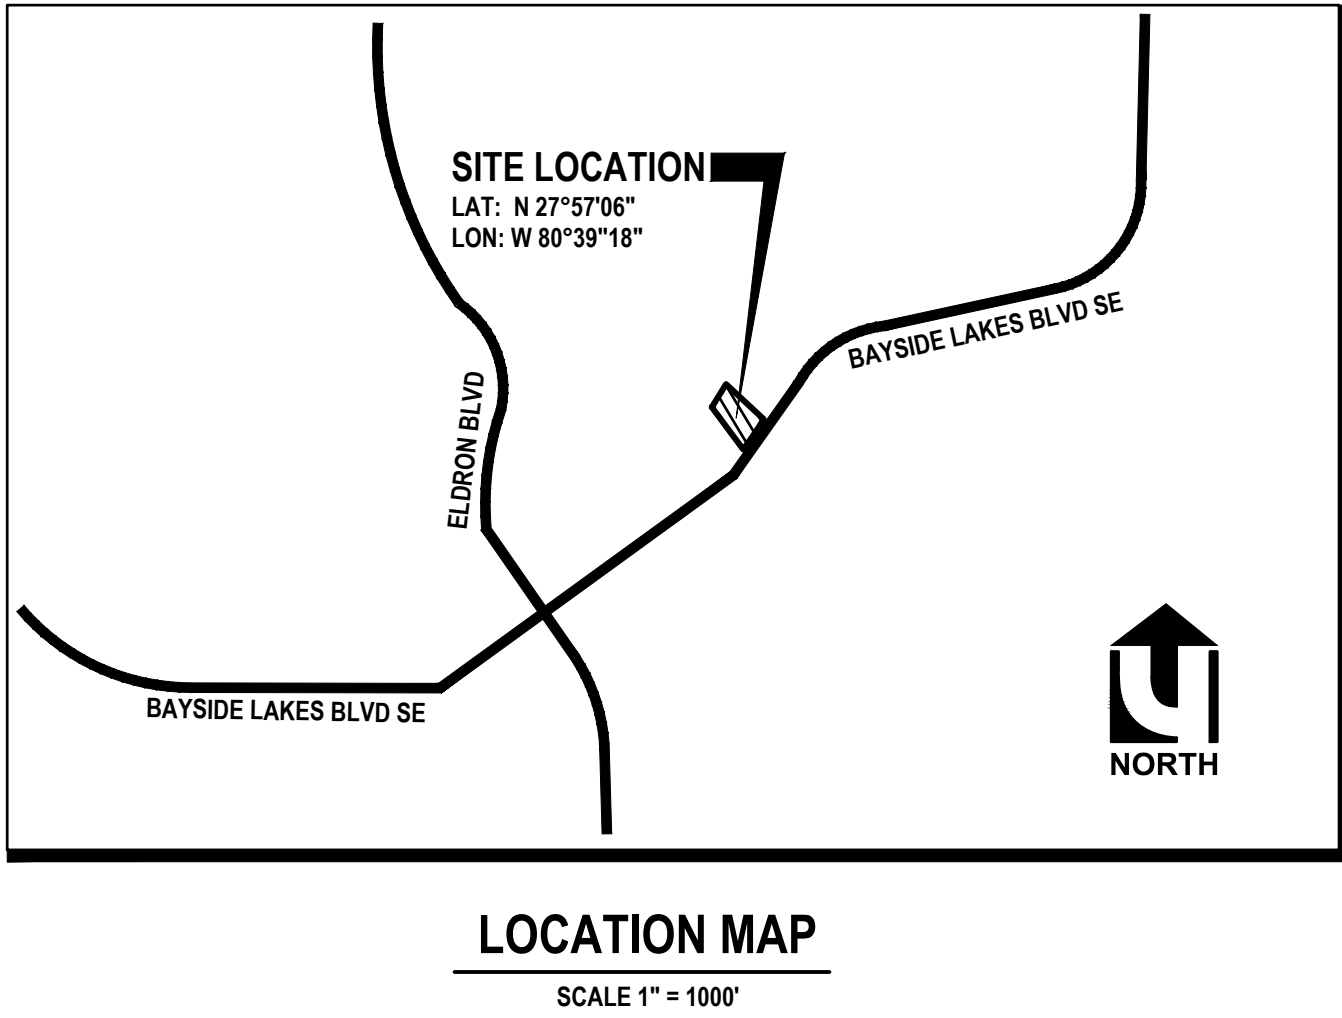 SITE LOCATION
LAT: N 27°57'06"
LON: W 80°39"18"
BAYSIDE LAKES BLVD SE
ELDRON BLVD
BAYSIDE LAKES BLVD SE
NORTH
LOCATION MAP
SCALE 1" = 1000'